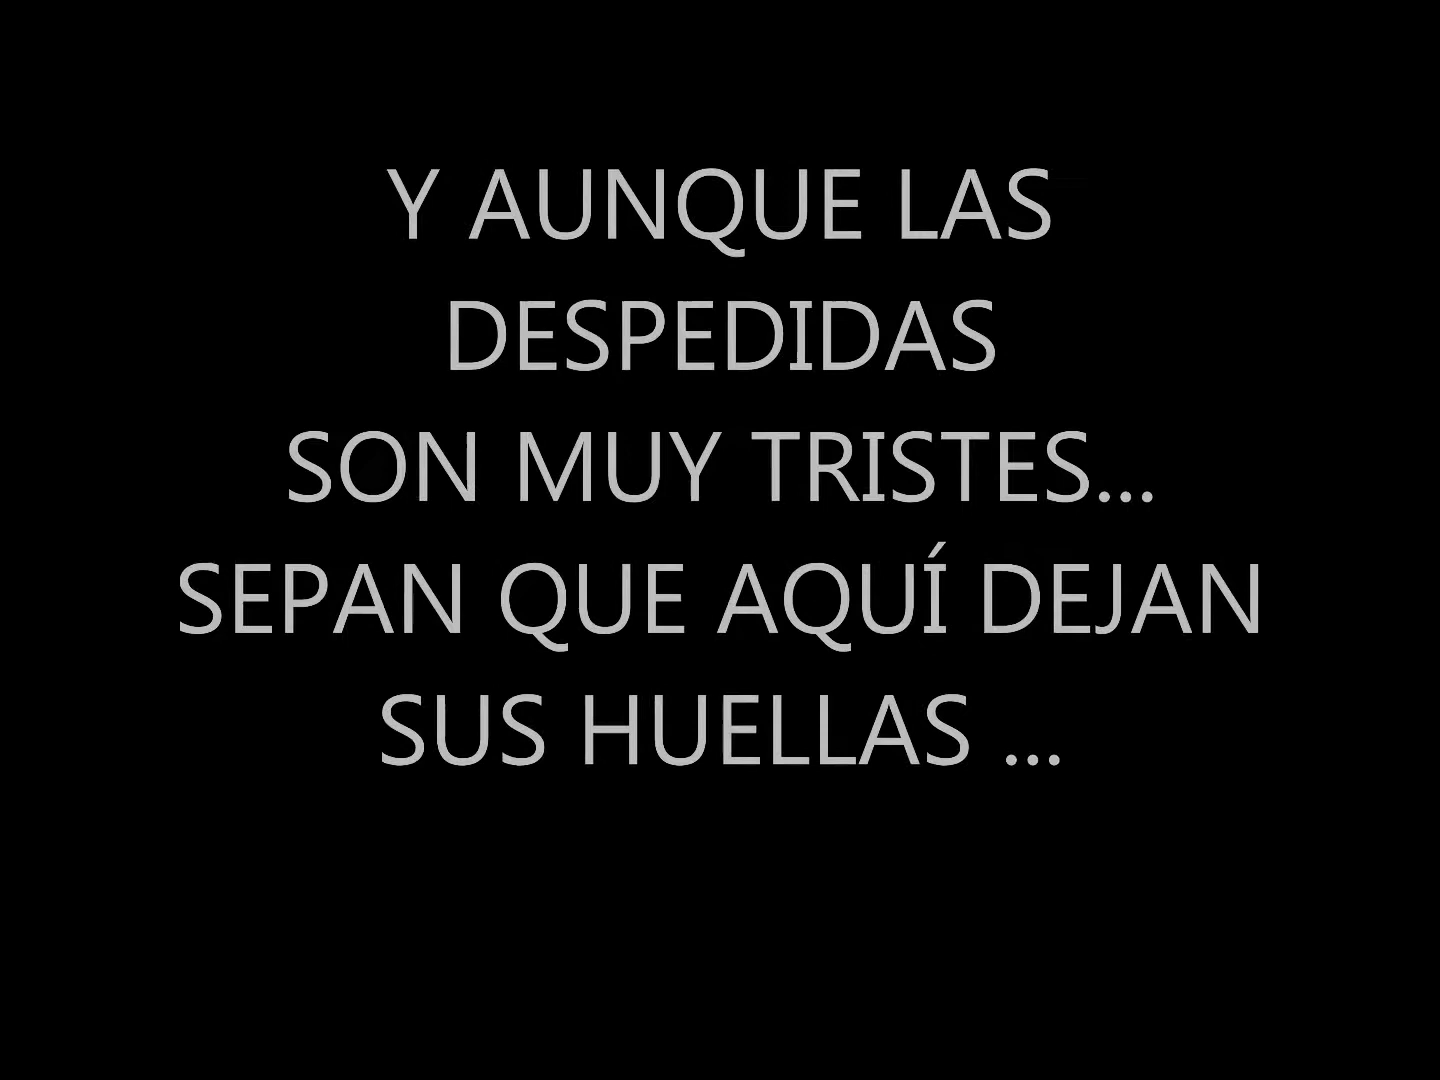 Y AUNQUE LAS
DESPEDIDAS
SON MUY TRISTES...
SEPAN QUE AQUÍ DEJAN
SUS HUELLAS ...